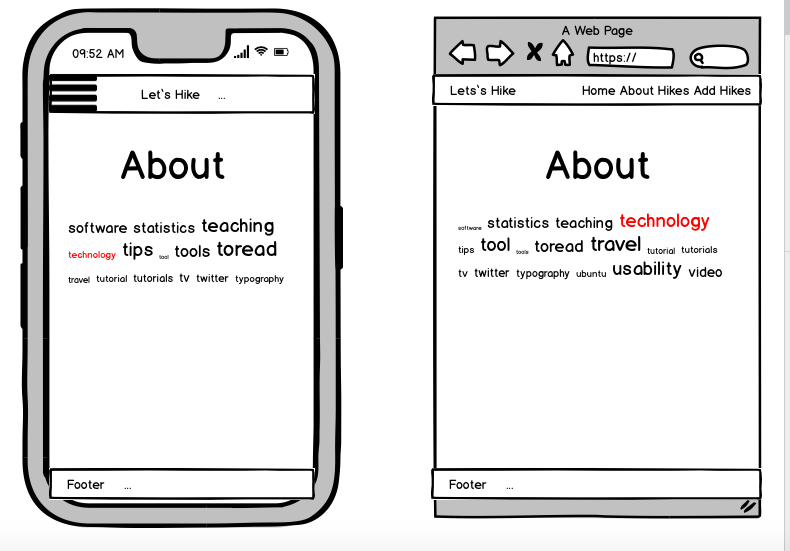 09:52 AM
Let's Hike ...
About
software statistics teaching
technology tips tool tools toread
travel tutorial tutorials tv twitter typography
Footer ...
A Web Page
https://
Lets's Hike Home About Hikes Add Hikes
About
software statistics teaching technology
tips tool tools toread travel tutorial tutorials
tv twitter typography ubuntu usability video
Footer ...